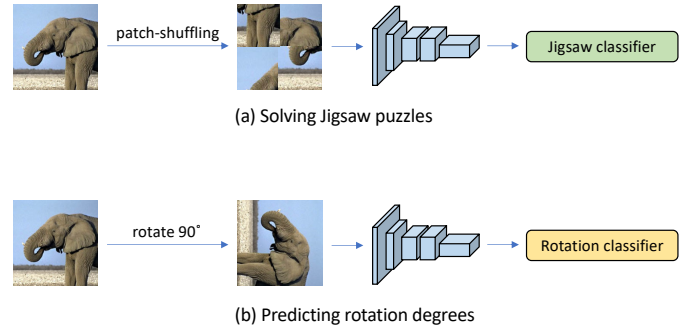 patch-shuffling
Jigsaw classifier
(a) Solving Jigsaw puzzles
rotate 90°
Rotation classifier
(b) Predicting rotation degrees